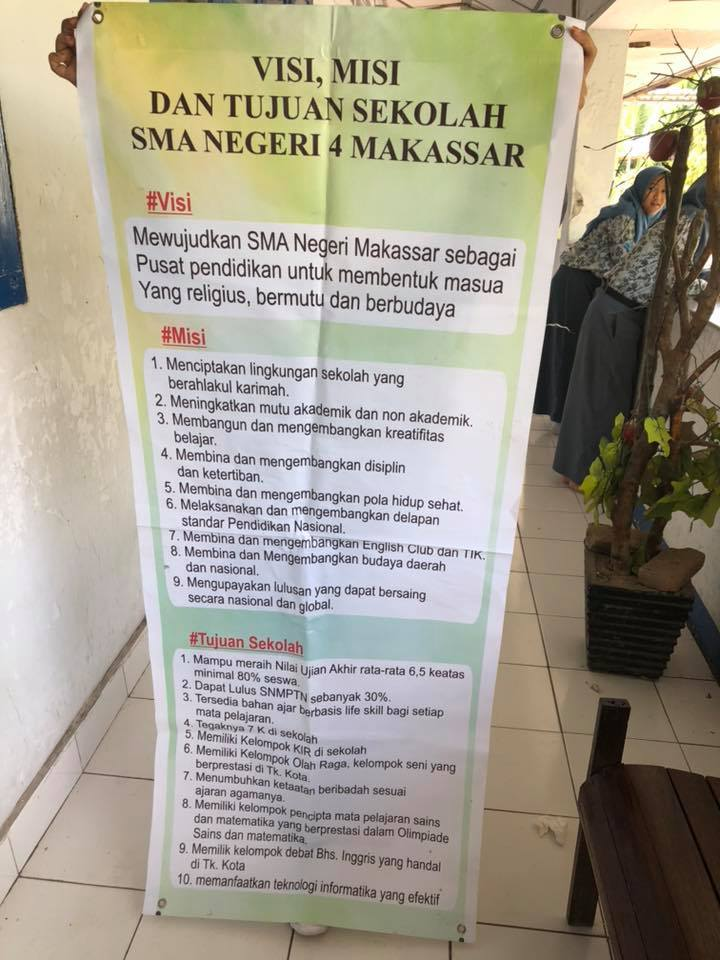 VISI, MISI
DAN TUJUAN SEKOLAH
SMA NEGERI 4 MAKASSAR
#Visi
Mewujudkan SMA Negeri Makassar sebagai
Pusat pendidikan untuk membentuk masua
Yang religius, bermutu dan berbudaya
#Misi
1. Menciptakan lingkungan sekolah yang
berahlakul karimah.
2. Meningkatkan mutu akademik dan non akademik.
3. Membangun dan mengembangkan kreatifitas
belajar.
4. Membina dan mengembangkan disiplin
dan ketertiban.
5. Membina dan mengembangkan pola hidup sehat.
6. Melaksanakan dan mengembangkan delapan
standar Pendidikan Nasional.
7. Membina dan mengembangkan English Club dan TIK.
8. Membina dan Mengembangkan budaya daerah
dan nasional.
9. Mengupayakan lulusan yang dapat bersaing
secara nasional dan global.
#Tujuan Sekolah
1. Mampu meraih Nilai Ujian Akhir rata-rata 6,5 keatas
minimal 80% seswa.
2. Dapat Lulus SNMPTN sebanyak 30%.
3. Tersedia bahan ajar berbasis life skill bagi setiap
mata pelajaran.
4. Tegaknya 7 K di sekolah
5. Memiliki Kelompok KIR di sekolah
6. Memiliki Kelompok Olah Raga, kelompok seni yang
berprestasi di Tk. Kota.
7. Menumbuhkan ketaatan beribadah sesuai
ajaran agamanya.
8. Memiliki kelompok pencipta mata pelajaran sains
dan matematika yang berprestasi dalam Olimpiade
Sains dan matematika
9. Memilik kelompok debat Bhs. Inggris yang handal
di Tk. Kota
10. memanfaatkan teknologi informatika yang efektif